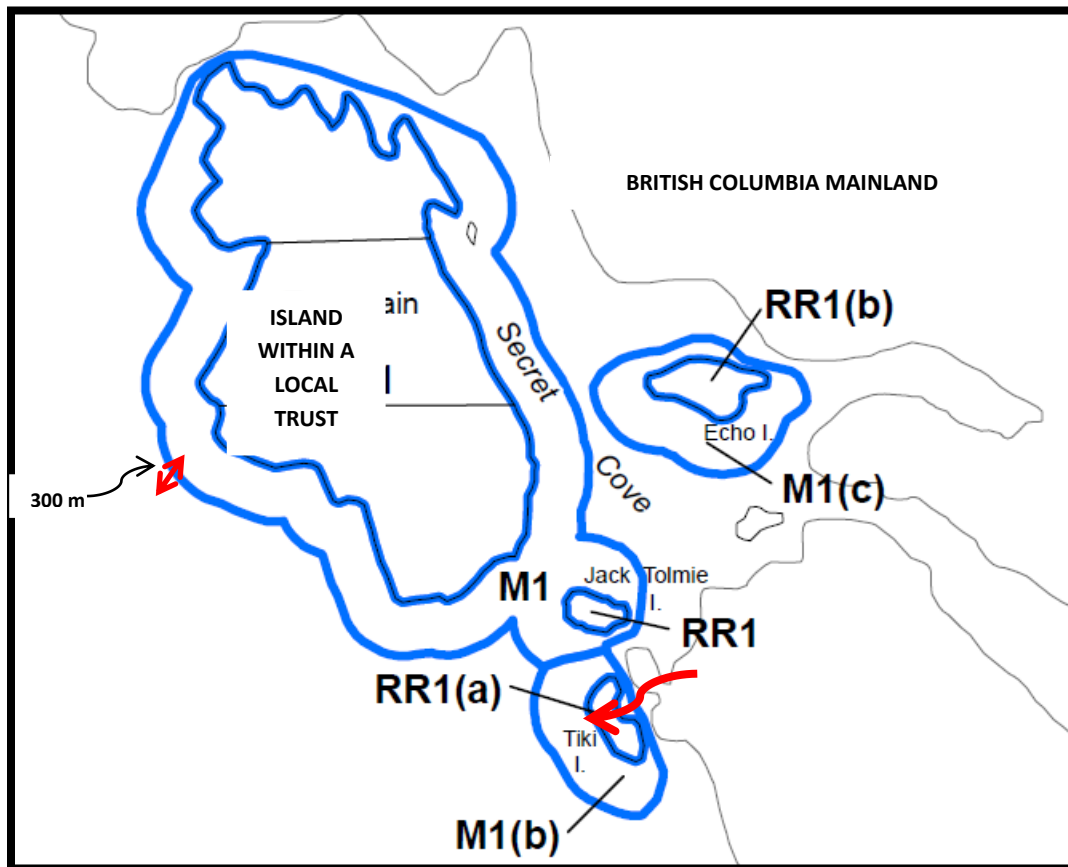 BRITISH COLUMBIA MAINLAND
RR1(b)
ISLAND
WITHIN A
LOCAL
TRUST
ain
Secret
Cove
Echo I.
M1(c)
300 m
M1
Jack Tolmie
I.
RR1
RR1(a)
Tiki
I.
M1(b)